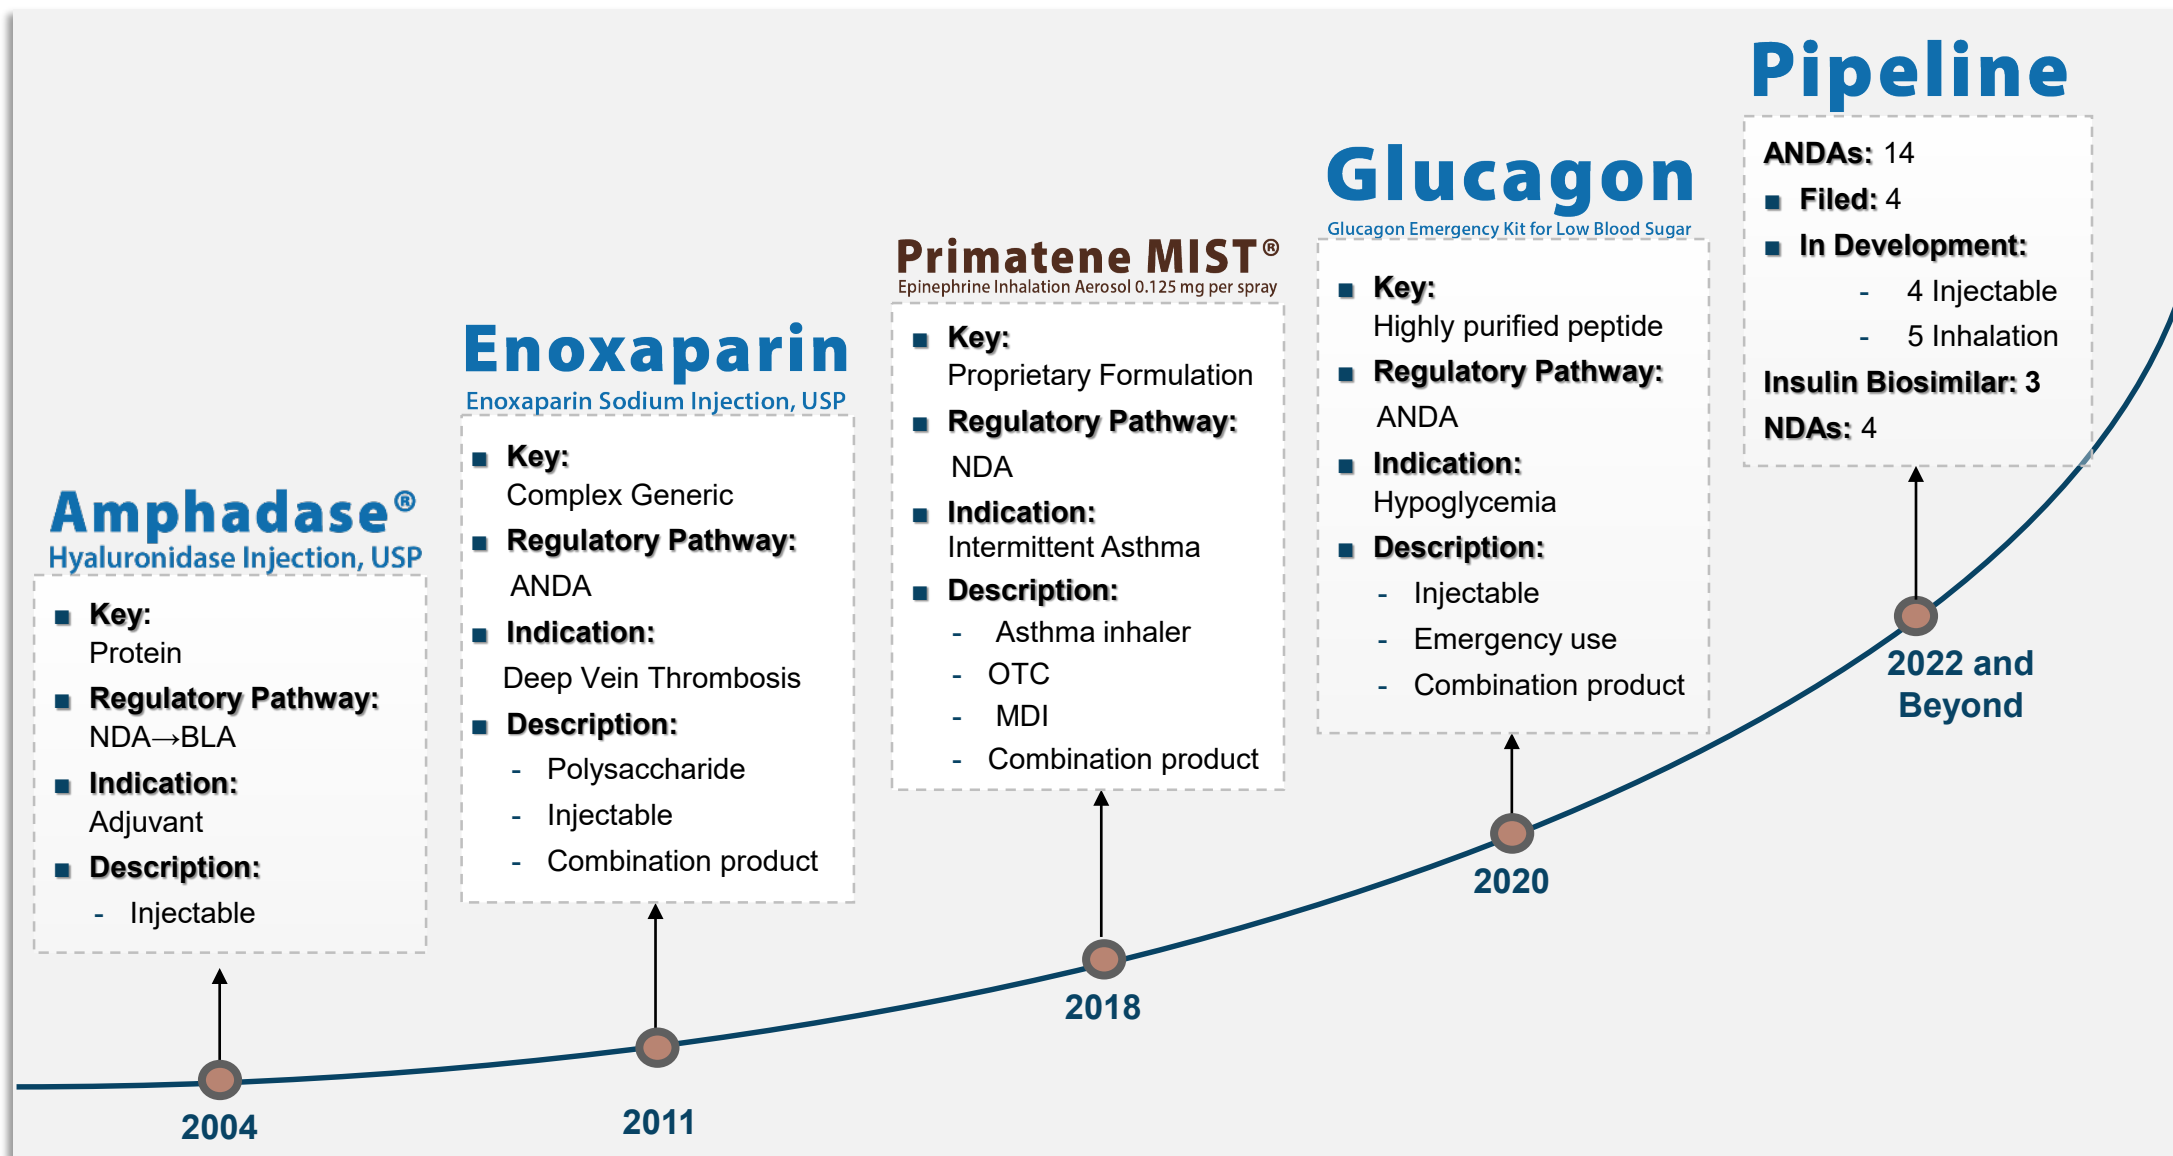 Amphadase®
Hyaluronidase Injection, USP
■ Key:
Protein
■ Regulatory Pathway:
NDA→BLA
■ Indication:
Adjuvant
■ Description:
- Injectable
2004
Enoxaparin
Enoxaparin Sodium Injection, USP
■ Key:
Complex Generic
■ Regulatory Pathway:
ANDA
■ Indication:
Deep Vein Thrombosis
■ Description:
- Polysaccharide
- Injectable
- Combination product
2011
Primatene MIST®
Epinephrine Inhalation Aerosol 0.125 mg per spray
■ Key:
Proprietary Formulation
■ Regulatory Pathway:
NDA
■ Indication:
Intermittent Asthma
■ Description:
- Asthma inhaler
- OTC
- MDI
- Combination product
2018
Glucagon
Glucagon Emergency Kit for Low Blood Sugar
■ Key:
Highly purified peptide
■ Regulatory Pathway:
ANDA
■ Indication:
Hypoglycemia
■ Description:
- Injectable
- Emergency use
- Combination product
2020
Pipeline
ANDAs: 14
■ Filed: 4
■ In Development:
- 4 Injectable
- 5 Inhalation
Insulin Biosimilar: 3
NDAs: 4
2022 and
Beyond